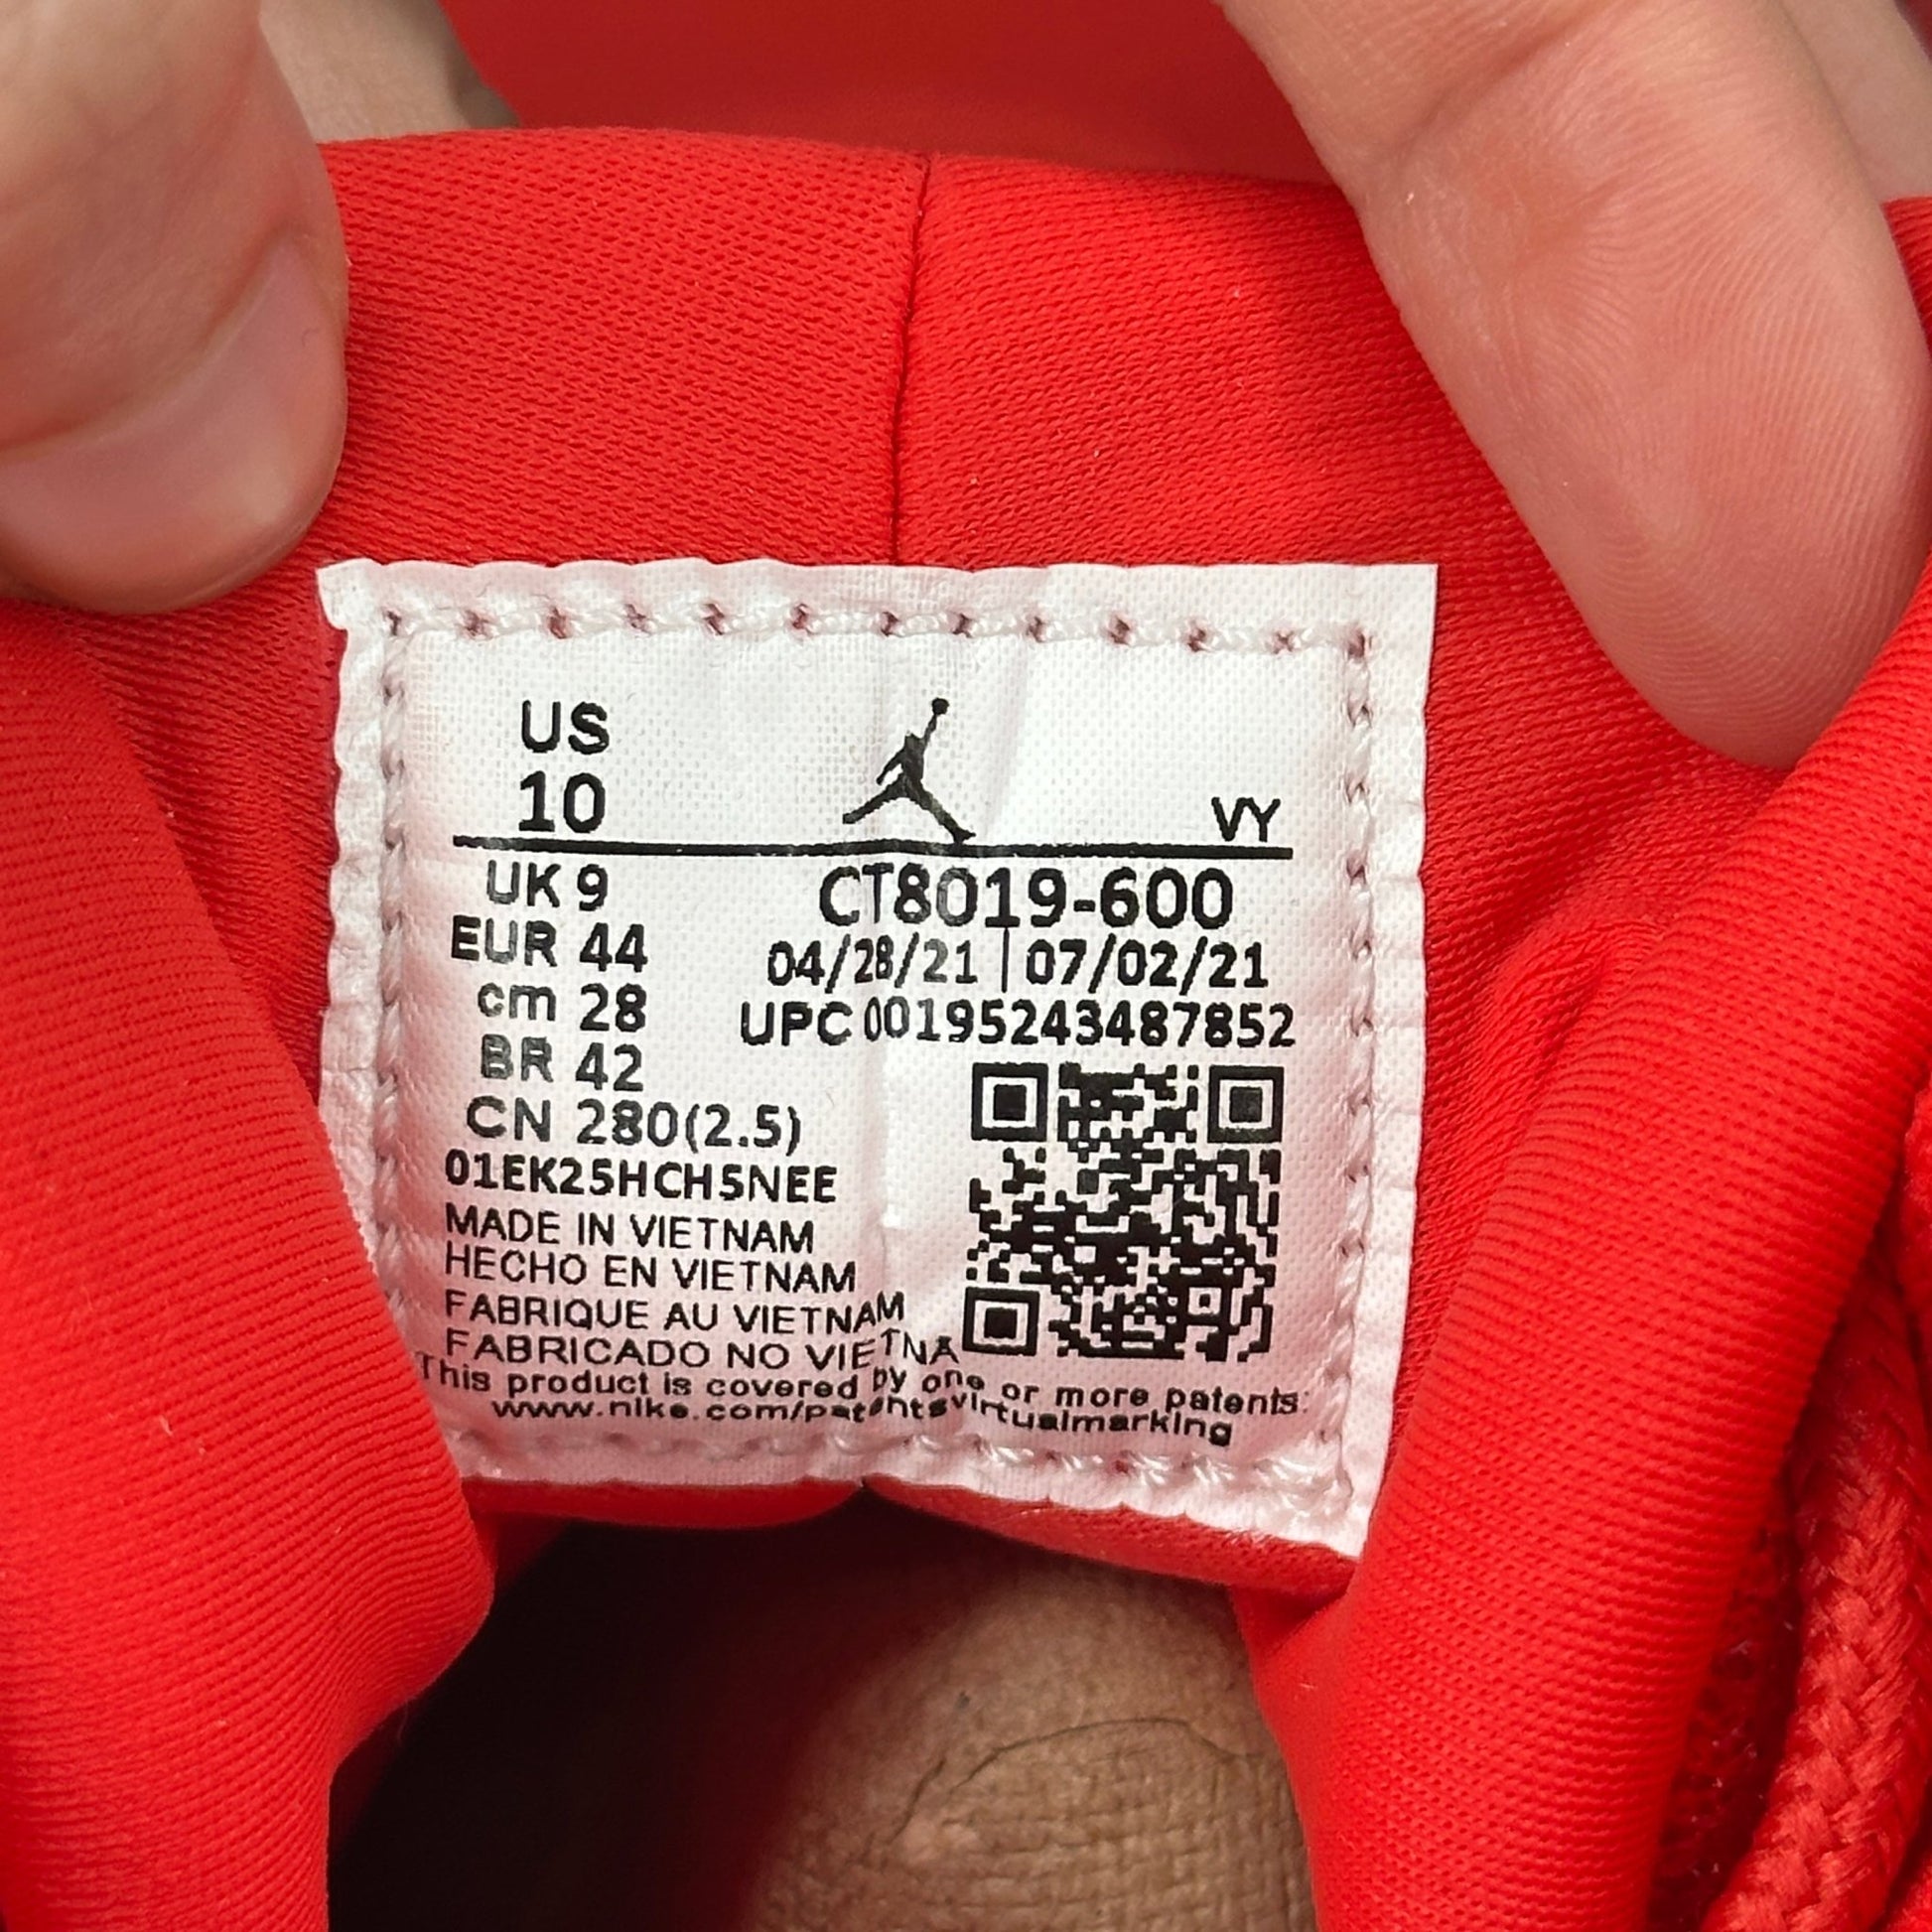 US
10
VY
UK 9
EUR 44
cm 28
BR 42
CN 280(2.5)
CT8019-600
04/28/21 | 07/02/21
UPC 00195243487852
01EK25HCH5NEE
MADE IN VIETNAM
HECHO EN VIETNAM
FABRIQUE AU VIETNAM
FABRICADO NO VIETNA
This product is covered by one or more patents:
www.nike.com/patentsvirtualmarking